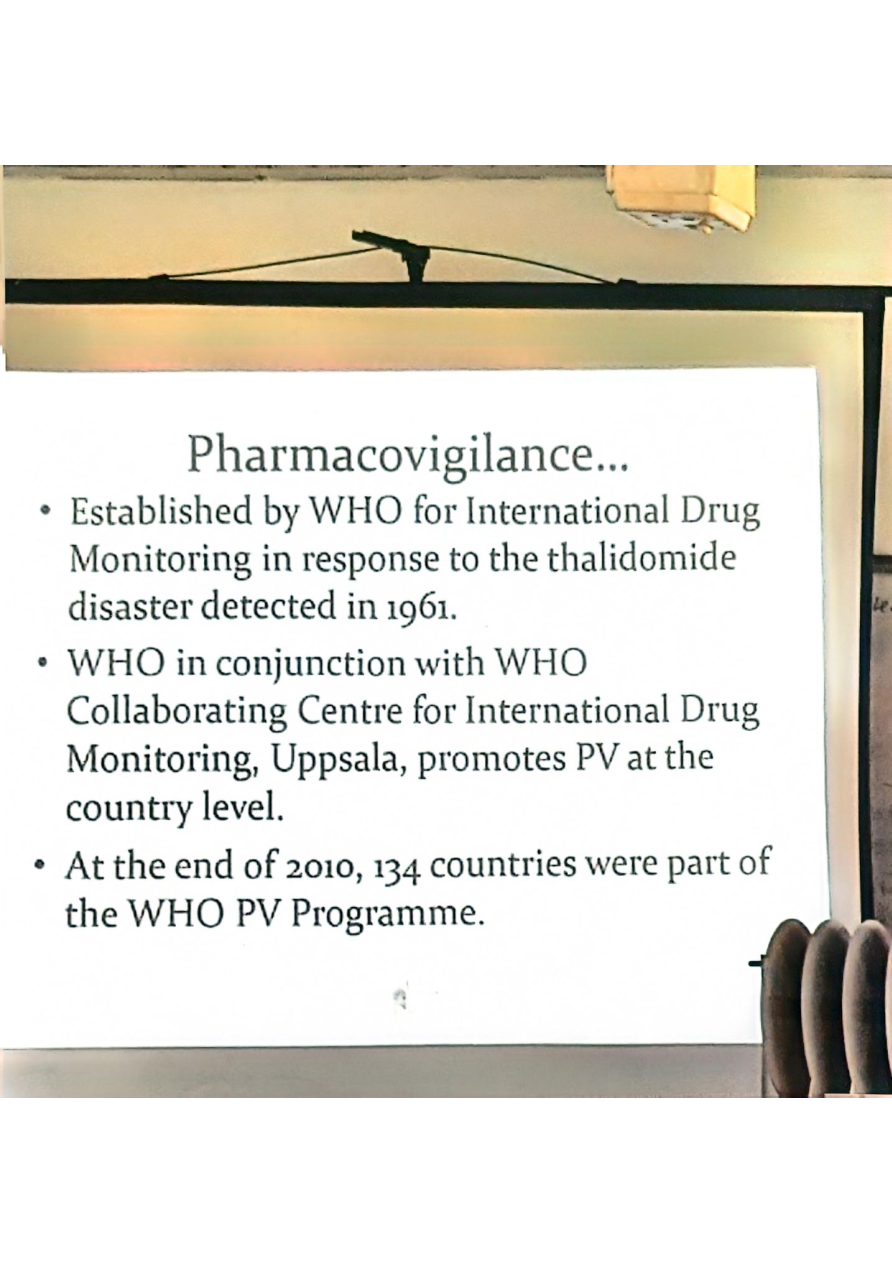 Pharmacovigilance...
• Established by WHO for International Drug
Monitoring in response to the thalidomide
disaster detected in 1961.
• WHO in conjunction with WHO
Collaborating Centre for International Drug
Monitoring, Uppsala, promotes PV at the
country level.
• At the end of 2010, 134 countries were part of
the WHO PV Programme.